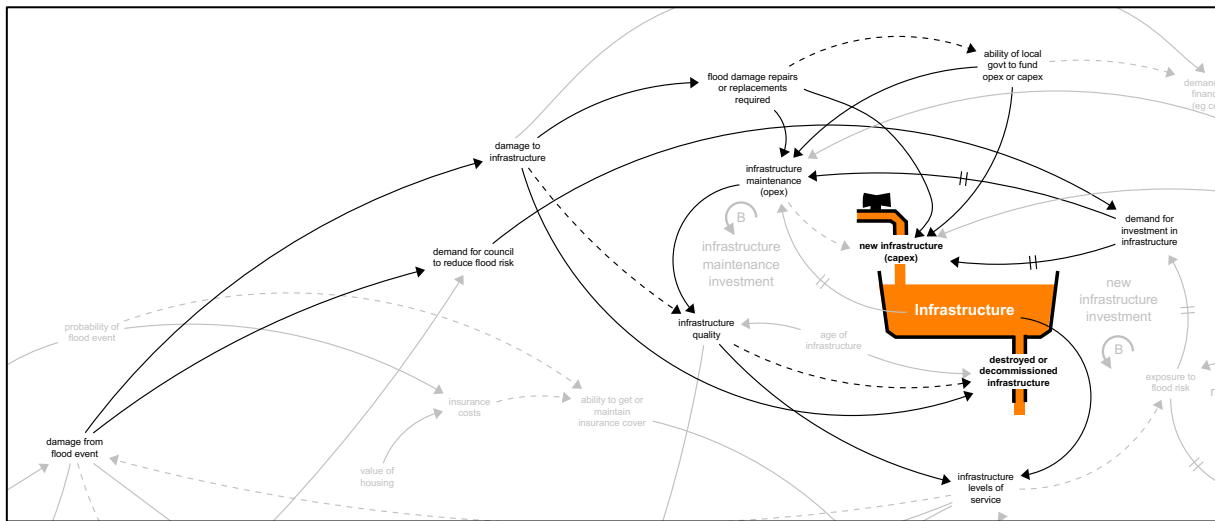 ability of local
govt to fund
opex or capex
flood damage repairs
or replacements
required
demand
financ
(eg.co
damage to
infrastructure
infrastructure
maintenance
(opex)
B
infrastructure
maintenance
investment
demand for
investment in
infrastructure
new infrastructure
(capex)
demand for council
to reduce flood risk
new
infrastructure
investment
B
Infrastructure
probability of
flood event
infrastructure
quality
age of
infrastructure
destroyed or
decommissioned
infrastructure
exposure to
flood risk
insurance
costs
ability to get or
maintain
insurance cover
damage from
flood event
value of
housing
infrastructure
levels of
service